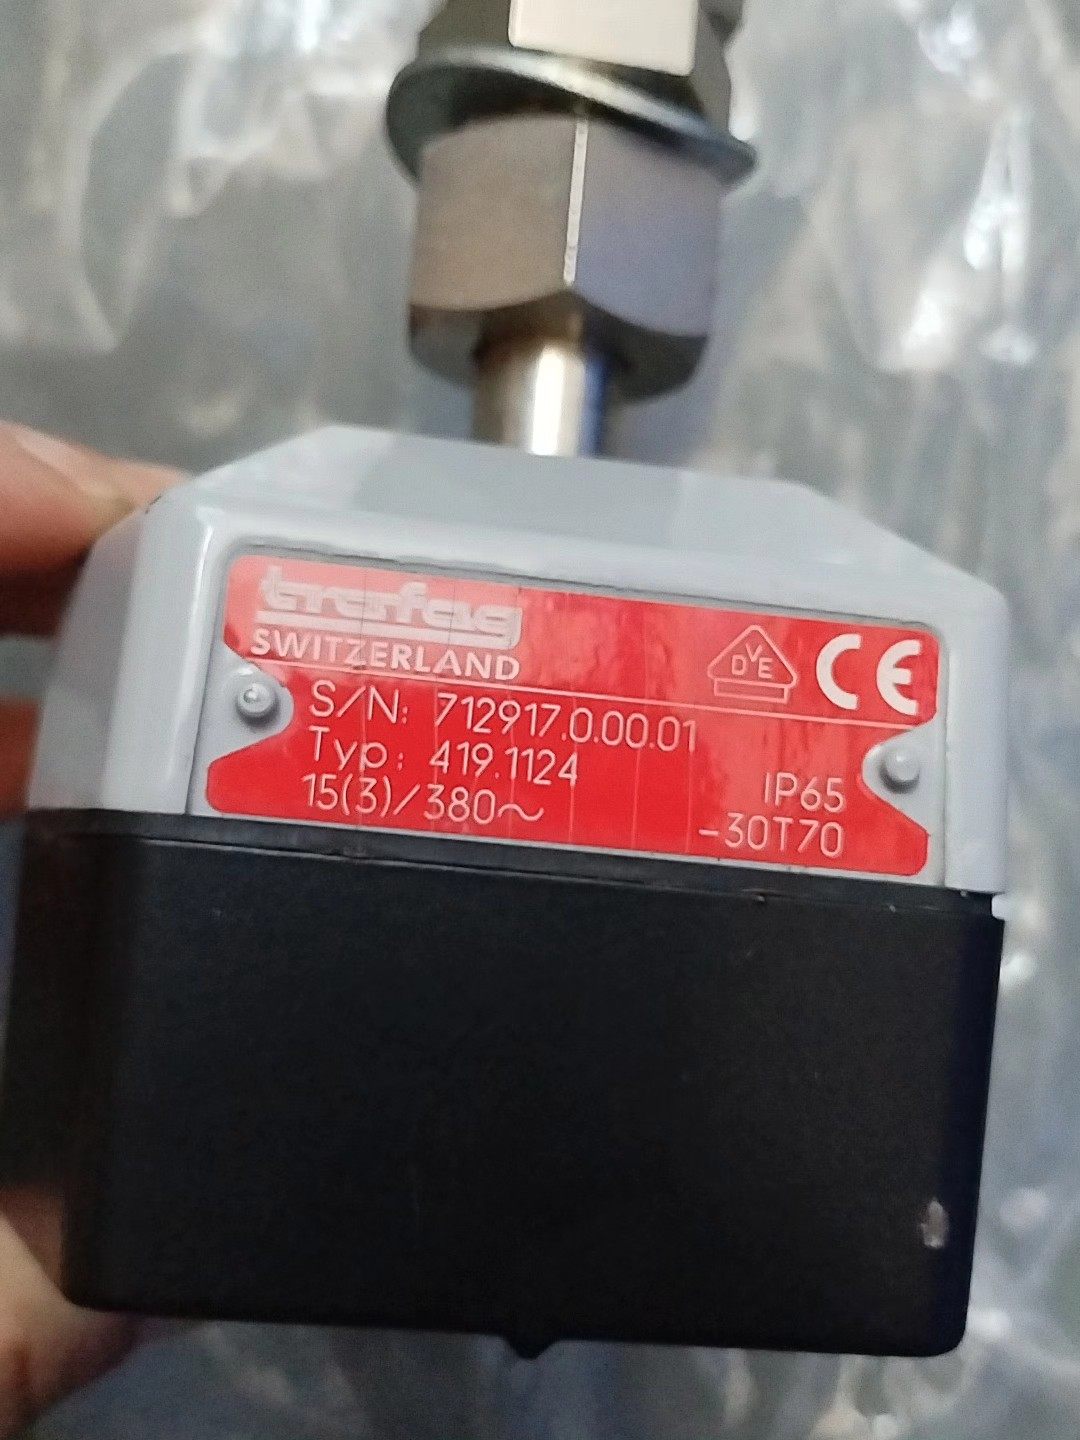 trafag
SWITZERLAND
DVE
CE
S/N: 712917.0.00.01
Typ: 419.1124
IP65
15(3)/380~
-30T70